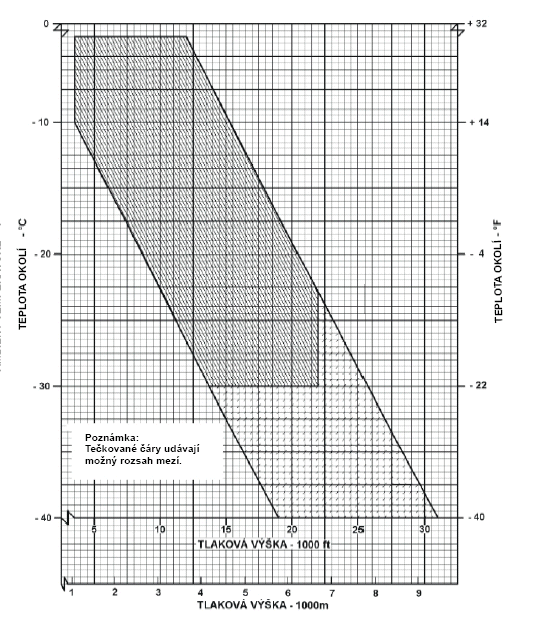 0
- 10
- 20
- 30
- 40
TEPLOTA OKOLÍ - °C
+ 32
+ 14
- 4
- 22
- 40
TEPLOTA OKOLÍ - °F
Poznámka:
Tečkované čáry udávají
možný rozsah mezí.
5 10 15 20 25 30
TLAKOVÁ VÝŠKA - 1000 ft
1 2 3 4 5 6 7 8 9
TLAKOVÁ VÝŠKA - 1000m